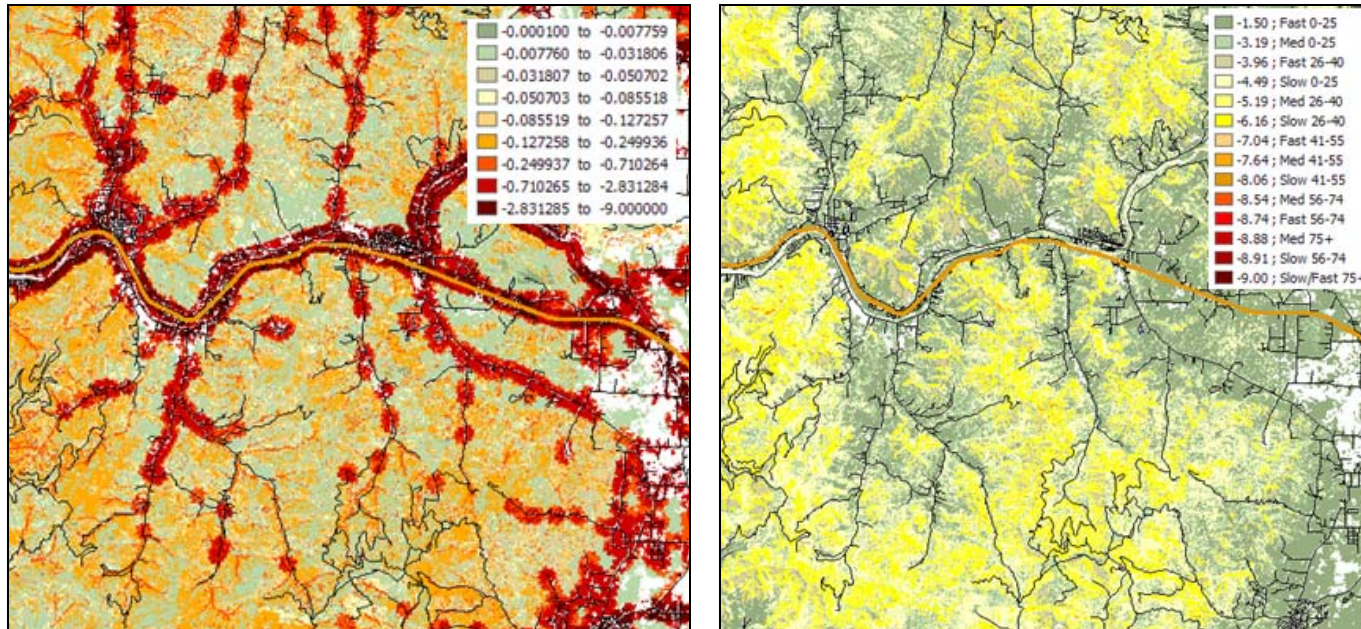 -0.000100 to -0.007759
-0.007760 to -0.031806
-0.031807 to -0.050702
-0.050703 to -0.085518
-0.085519 to -0.127257
-0.127258 to -0.249936
-0.249937 to -0.710264
-0.710265 to -2.831284
-2.831285 to -9.000000
-1.50 ; Fast 0-25
-3.19 ; Med 0-25
-3.96 ; Fast 26-40
-4.49 ; Slow 0-25
-5.19 ; Med 26-40
-6.16 ; Slow 26-40
-7.04 ; Fast 41-55
-7.64 ; Med 41-55
-8.06 ; Slow 41-55
-8.54 ; Med 56-74
-8.74 ; Fast 56-74
-8.88 ; Med 75+
-8.91 ; Slow 56-74
-9.00 ; Slow/Fast 75+